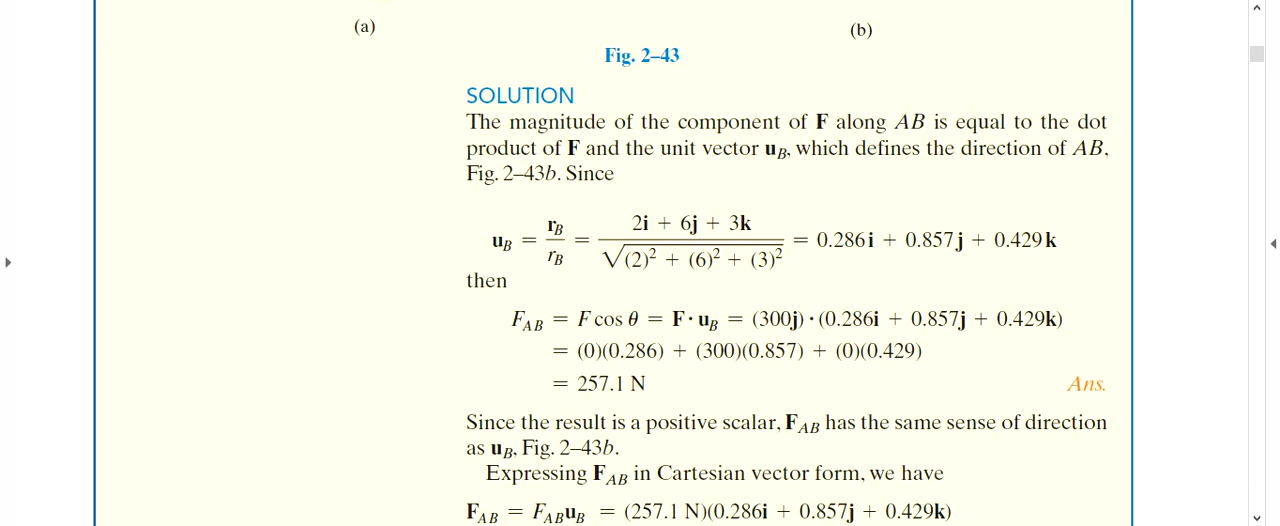 (a)
(b)
Fig. 2–43
SOLUTION
The magnitude of the component of F along AB is equal to the dot
product of F and the unit vector u_B, which defines the direction of AB,
Fig. 2–43b. Since
u_B = r_B / r_B = (2i + 6j + 3k) / √((2)² + (6)² + (3)²) = 0.286i + 0.857j + 0.429k
then
F_AB = F cos θ = F · u_B = (300j) · (0.286i + 0.857j + 0.429k)
= (0)(0.286) + (300)(0.857) + (0)(0.429)
= 257.1 N Ans.
Since the result is a positive scalar, F_AB has the same sense of direction
as u_B, Fig. 2–43b.
Expressing F_AB in Cartesian vector form, we have
F_AB = F_AB u_B = (257.1 N)(0.286i + 0.857j + 0.429k)